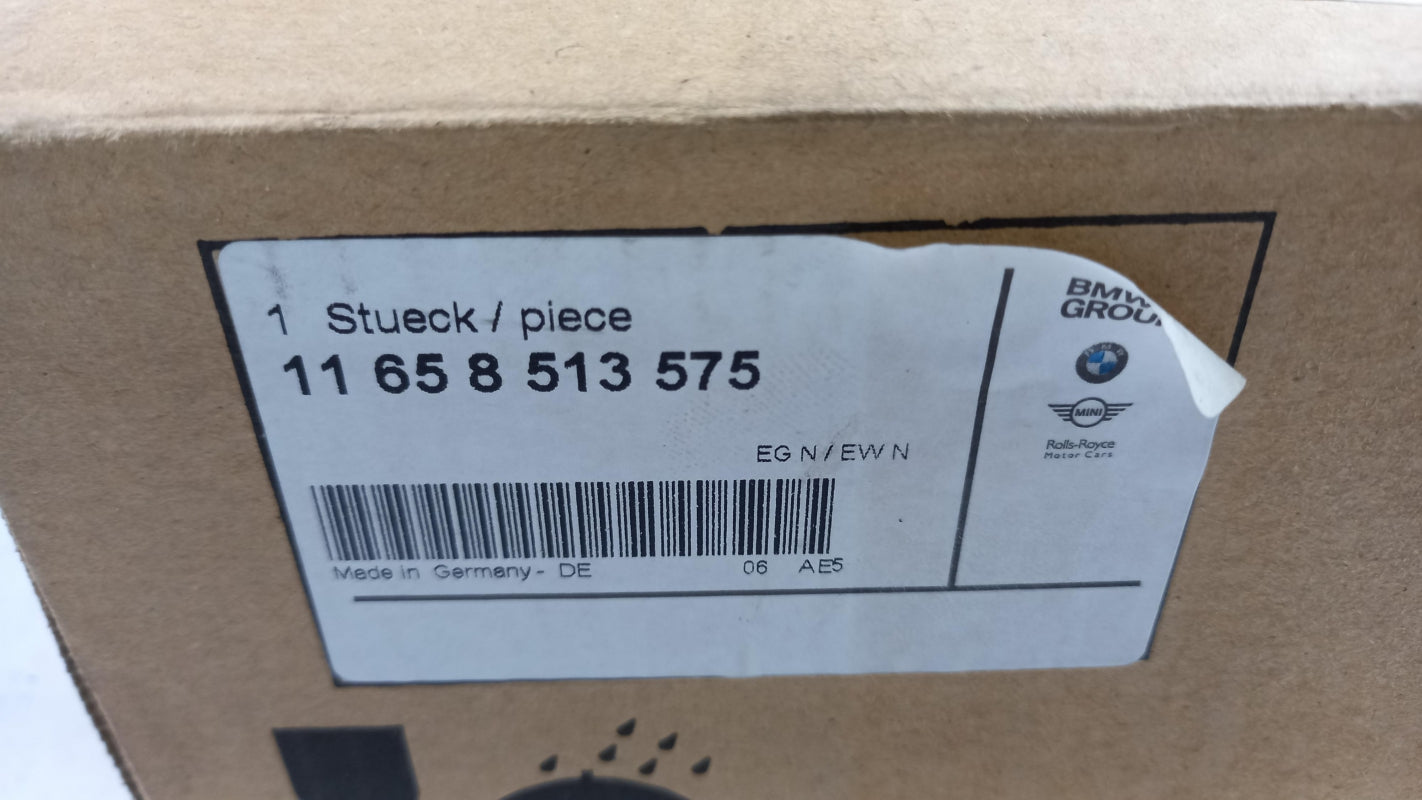 1 Stueck / piece
11 65 8 513 575
EG N / EW N
Made in Germany - DE 06 AE5
BMW
GROU
BMW
MINI
Rolls-Royce
Motor Cars